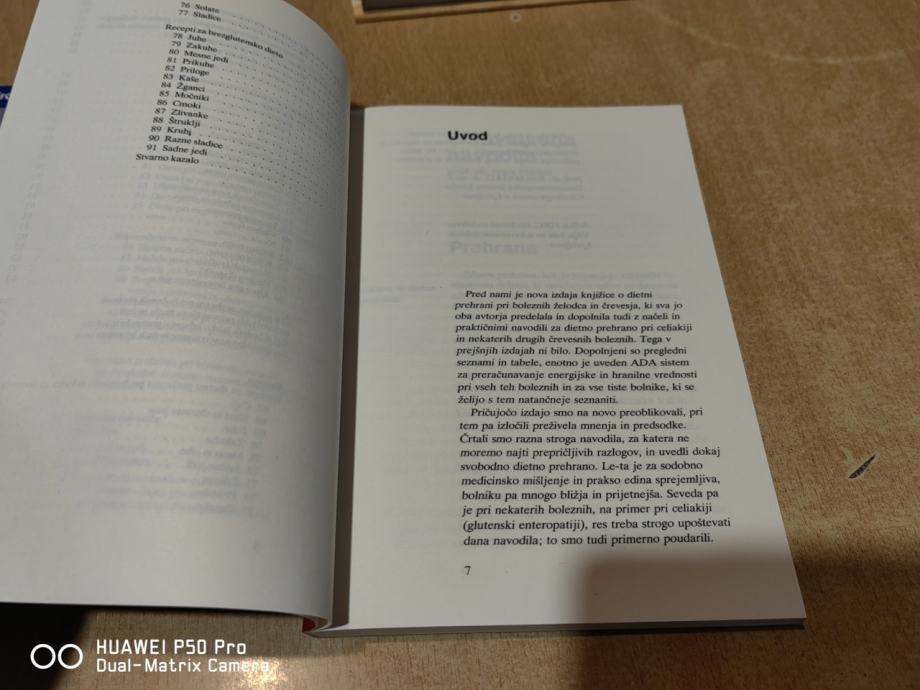 76 Solate
77 Sladice
Recepti za brezglutensko dieto
78 Juhe
79 Zakuhe
80 Mesne jedi
81 Prikuhe
82 Priloge
83 Kaše
84 Žganci
85 Močniki
86 Cmoki
87 Zlivanke
88 Štruklji
89 Kruhi
90 Razne sladice
91 Sadne jedi
Stvarno kazalo
Uvod
Pred nami je nova izdaja knjižice o dietni
prehrani pri boleznih želodca in črevesja, ki sva jo
oba avtorja predelala in dopolnila tudi z načeli in
praktičnimi navodili za dietno prehrano pri celiakiji
in nekaterih drugih črevesnih boleznih. Tega v
prejšnjih izdajah ni bilo. Dopolnjeni so pregledni
seznami in tabele, enotno je uveden ADA sistem
za preračunavanje energijske in hranilne vrednosti
pri vseh teh boleznih in za vse tiste bolnike, ki se
želijo s tem natančneje seznaniti.
Pričujočo izdajo smo na novo preoblikovali, pri
tem pa izločili preživela mnenja in predsodke.
Črtali smo razna stroga navodila, za katera ne
moremo najti prepričljivih razlogov, in uvedli dokaj
svobodno dietno prehrano. Le-ta je za sodobno
medicinsko mišljenje in prakso edina sprejemljiva,
bolniku pa mnogo bližja in prijetnejša. Seveda pa
je pri nekaterih boleznih, na primer pri celiakiji
(glutenski enteropatiji), res treba strogo upoštevati
dana navodila; to smo tudi primerno poudarili.
7
HUAWEI P50 Pro
Dual-Matrix Camera